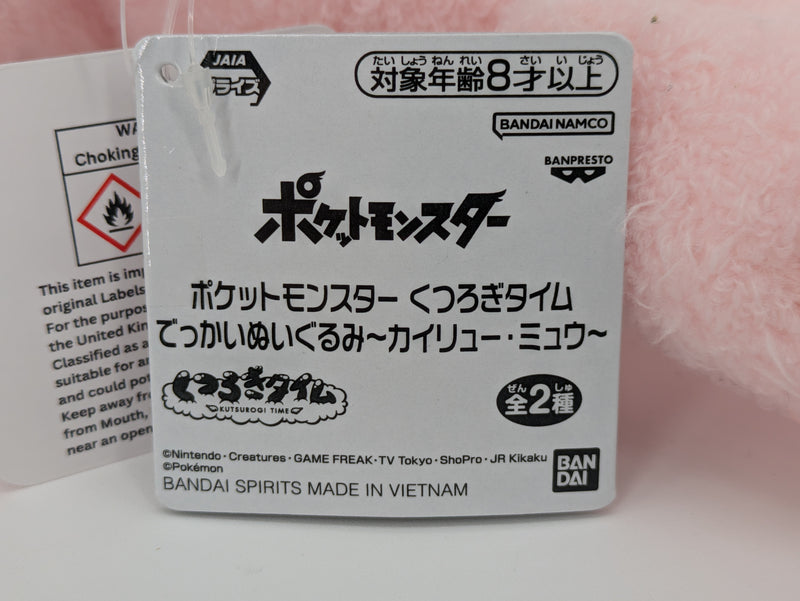 JAIA
ライズ
たいしょうねんれい さい いじょう
対象年齢8才以上
BANDAI NAMCO
BANPRESTO
ポケットモンスター
ポケットモンスター くつろぎタイム
でっかいぬいぐるみ～カイリュー・ミュウ～
くつろぎタイム
KUTSUROGI TIME
ぜん しゅ
全2種
©Nintendo・Creatures・GAME FREAK・TV Tokyo・ShoPro・JR Kikaku
©Pokémon
BANDAI SPIRITS MADE IN VIETNAM
BAN
DAI
Choking
This item is
original Labels
For the
the United
Classified as
suitable for
and could
Keep away
from Mouth,
near an open